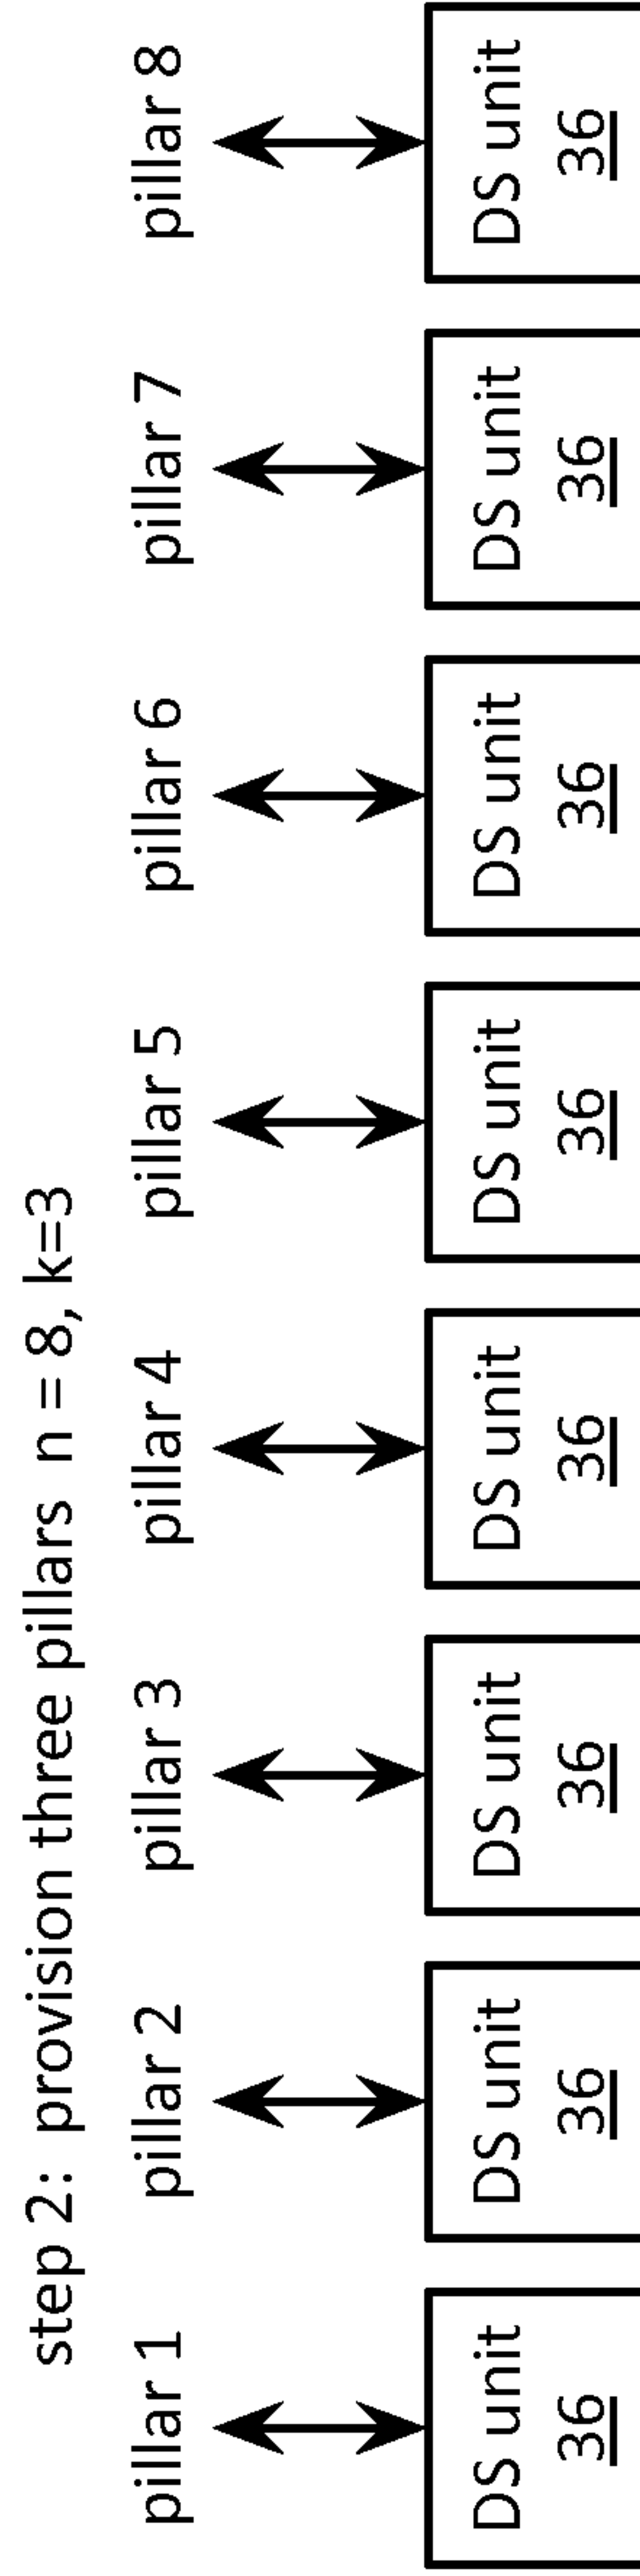 step 2:  provision three pillars  n = 8, k=3
pillar 1 pillar 2 pillar 3 pillar 4 pillar 5 pillar 6 pillar 7 pillar 8
DS unit DS unit DS unit DS unit DS unit DS unit DS unit DS unit
36 36 36 36 36 36 36 36